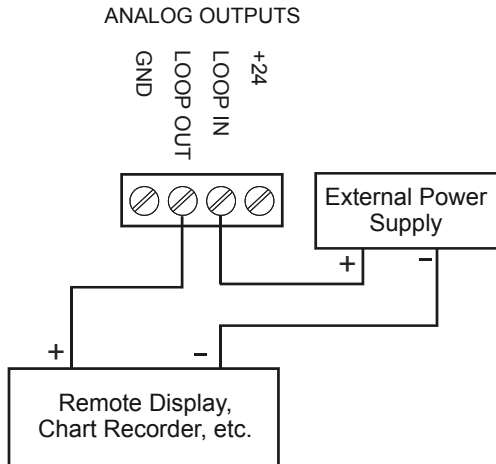 ANALOG OUTPUTS
GND
LOOP OUT
LOOP IN
+24
External Power
Supply
+
-
+
-
Remote Display,
Chart Recorder, etc.